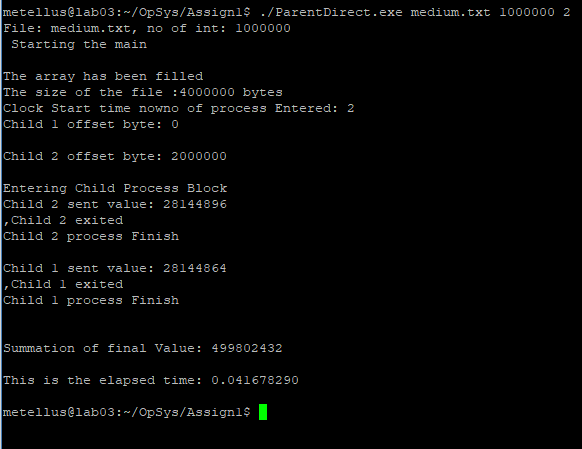 metellus@lab03:~/OpSys/Assign1$ ./ParentDirect.exe medium.txt 1000000 2
File: medium.txt, no of int: 1000000
 Starting the main
The array has been filled
The size of the file :4000000 bytes
Clock Start time nowno of process Entered: 2
Child 1 offset byte: 0
Child 2 offset byte: 2000000
Entering Child Process Block
Child 2 sent value: 28144896
,Child 2 exited
Child 2 process Finish
Child 1 sent value: 28144864
,Child 1 exited
Child 1 process Finish
Summation of final Value: 499802432
This is the elapsed time: 0.041678290
metellus@lab03:~/OpSys/Assign1$